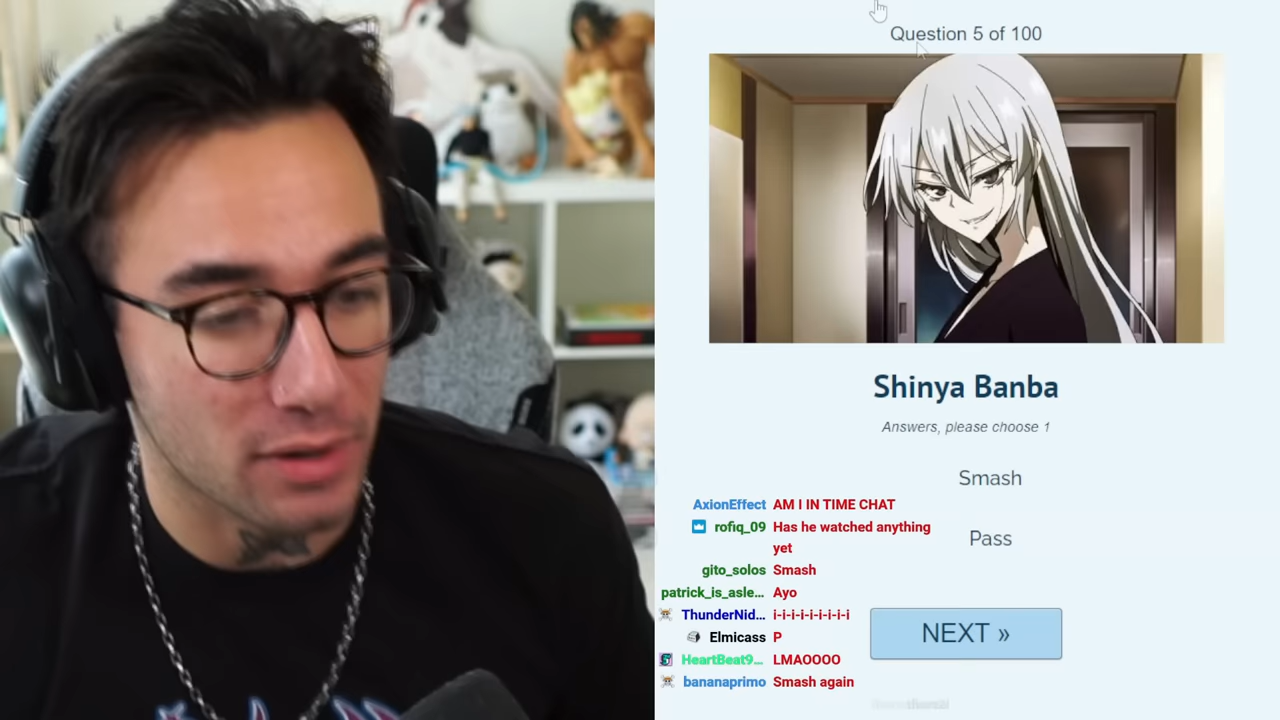 Question 5 of 100
Shinya Banba
Answers, please choose 1
Smash
Pass
NEXT »
AxionEffect AM I IN TIME CHAT
rofiq_09 Has he watched anything
yet
gito_solos Smash
patrick_is_asle... Ayo
ThunderNid... i-i-i-i-i-i-i-i
Elmicass P
HeartBeat9... LMAOOOO
bananaprimo Smash again